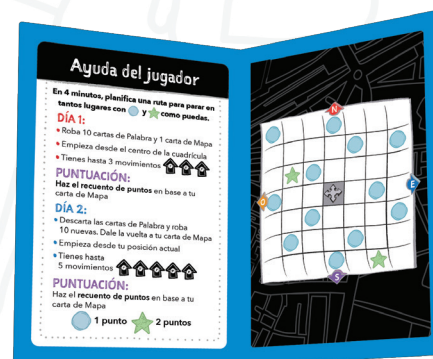 Ayuda del jugador
En 4 minutos, planifica una ruta para parar en
tantos lugares con y como puedas.
DÍA 1:
• Roba 10 cartas de Palabra y 1 carta de Mapa
• Empieza desde el centro de la cuadrícula
• Tienes hasta 3 movimientos
PUNTUACIÓN:
Haz el recuento de puntos en base a tu
carta de Mapa
DÍA 2:
• Descarta las cartas de Palabra y roba
10 nuevas. Dale la vuelta a tu carta de Mapa
• Empieza desde tu posición actual
• Tienes hasta
5 movimientos
PUNTUACIÓN:
Haz el recuento de puntos en base a tu
carta de Mapa
1 punto 2 puntos
N
E
O
S